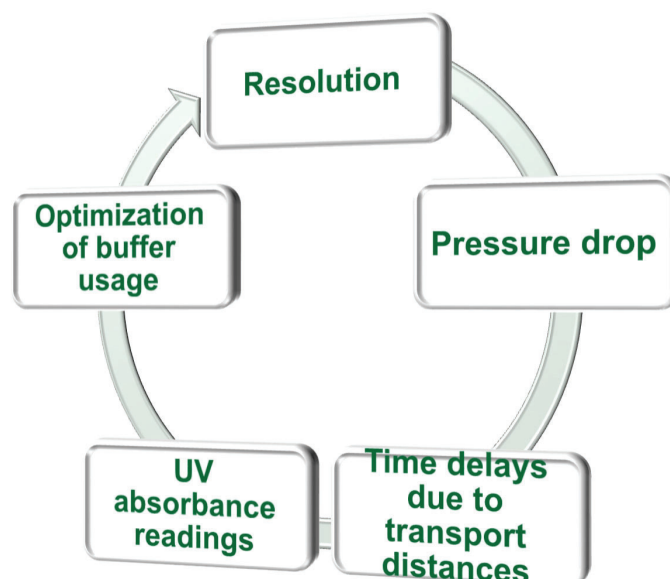 Resolution
Pressure drop
Time delays
due to
transport
distances
UV
absorbance
readings
Optimization
of buffer
usage